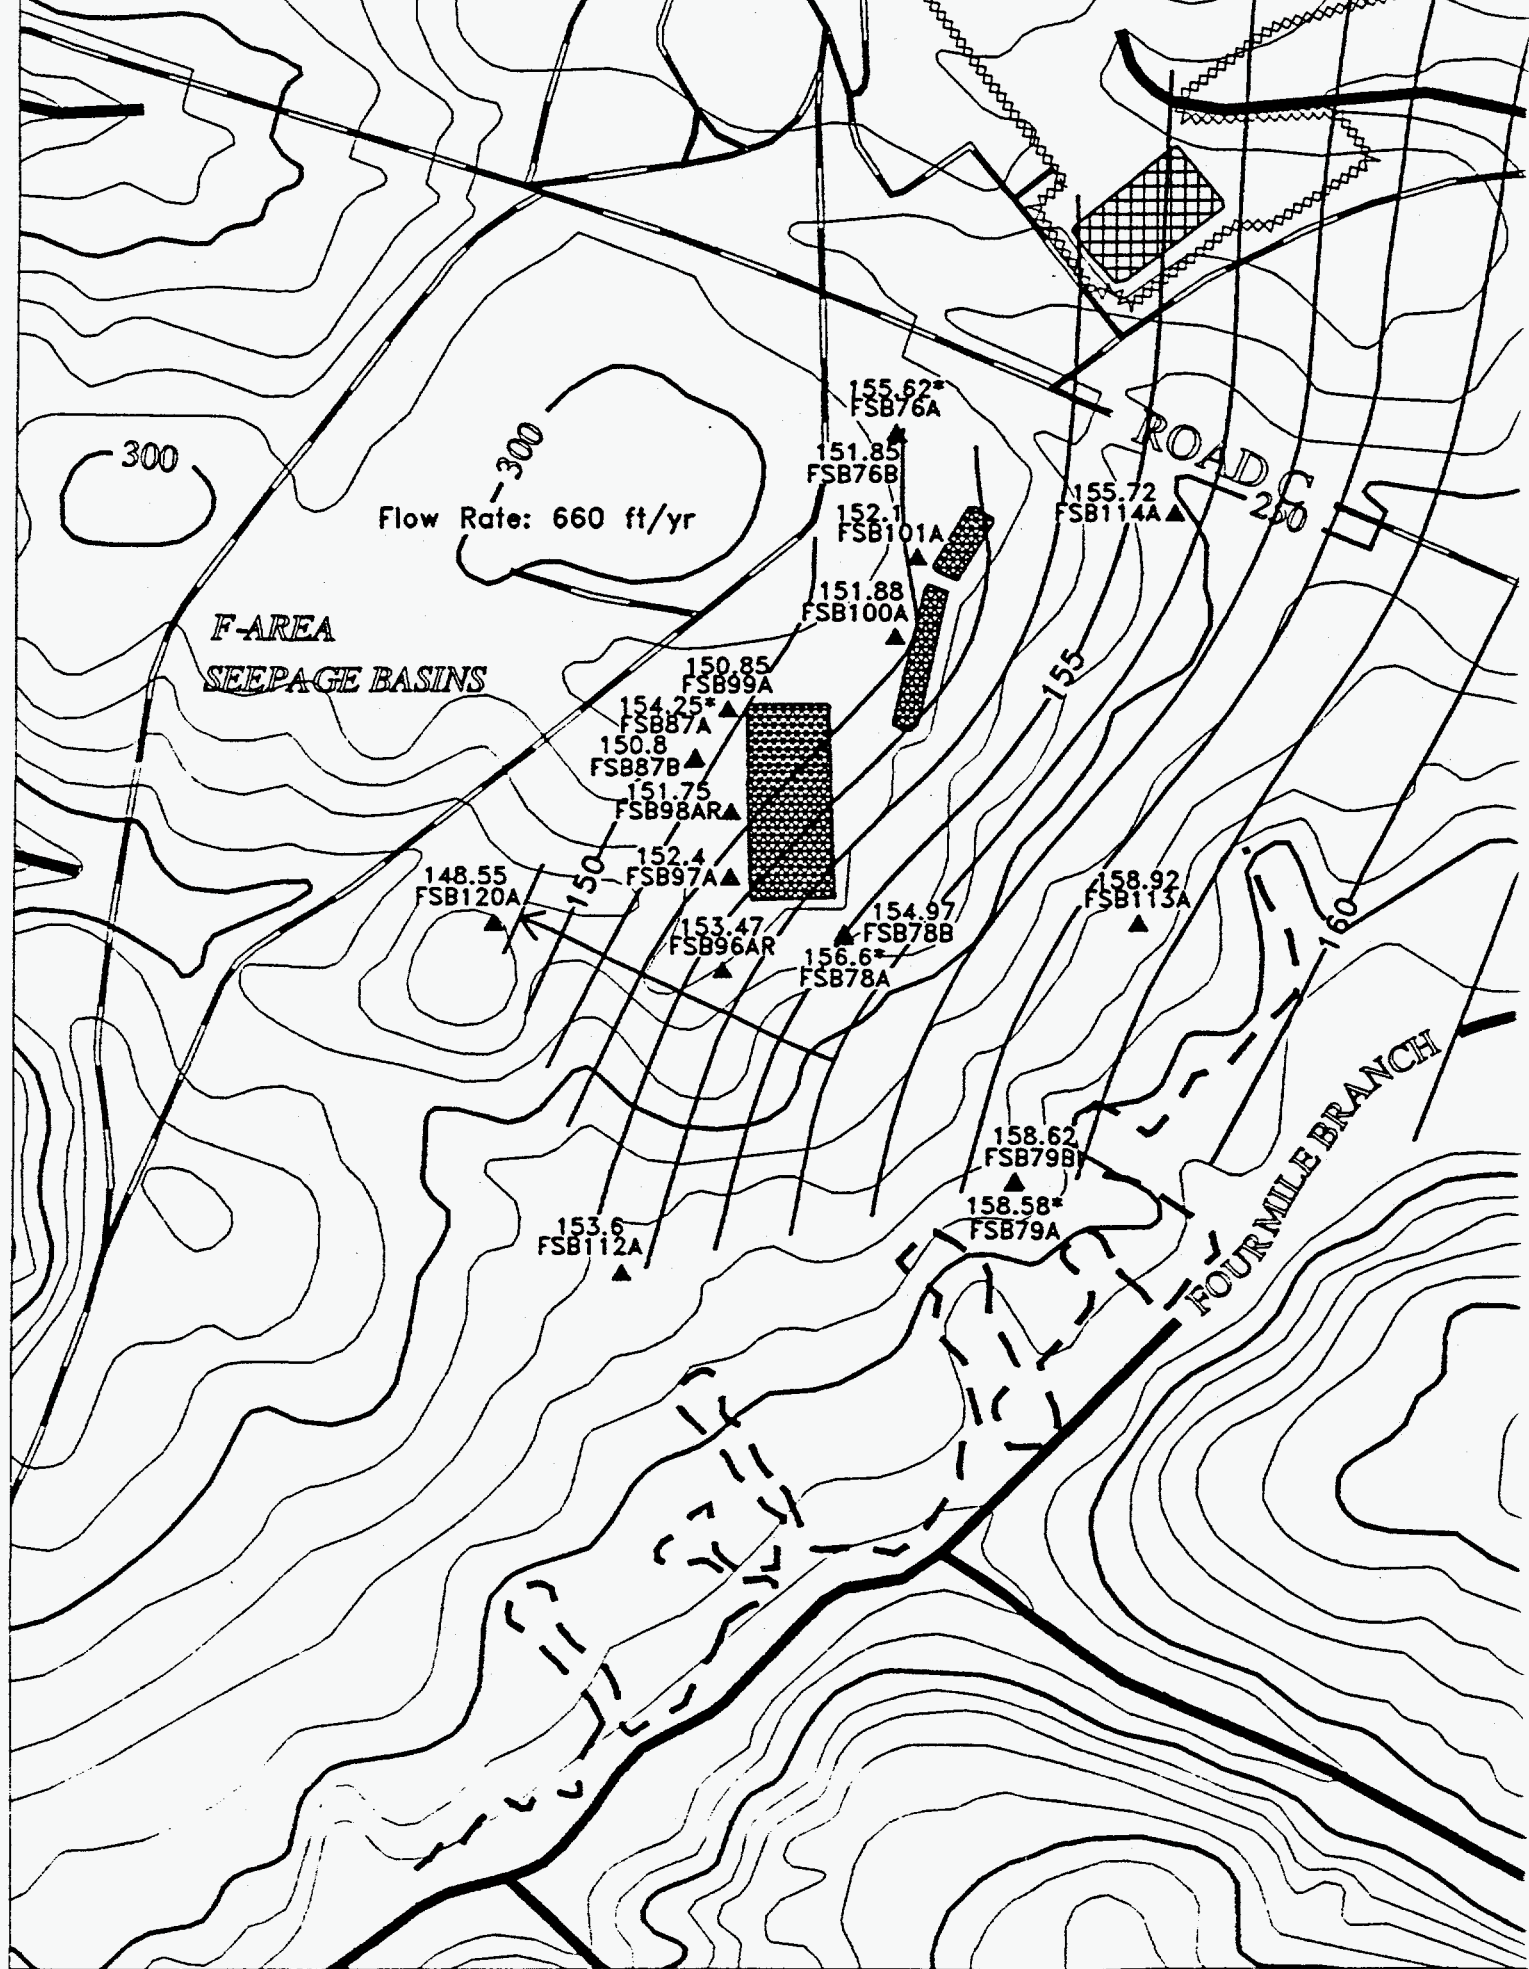 155.62*
FSB76A
300
300
ROAD C
151.85
FSB76B
155.72
FSB114A
250
Flow Rate: 660 ft/yr
152.1
FSB101A
151.88
FSB100A
F-AREA
SEEPAGE BASINS
155
150.85
FSB99A
154.25*
FSB87A
150.8
FSB87B
151.75
FSB98AR
152.4
FSB97A
148.55
FSB120A
150
158.92
FSB113A
154.97
FSB78B
160
153.47
FSB96AR
156.6*
FSB78A
FOURMILE BRANCH
158.62
FSB79B
158.58*
FSB79A
153.6
FSB112A